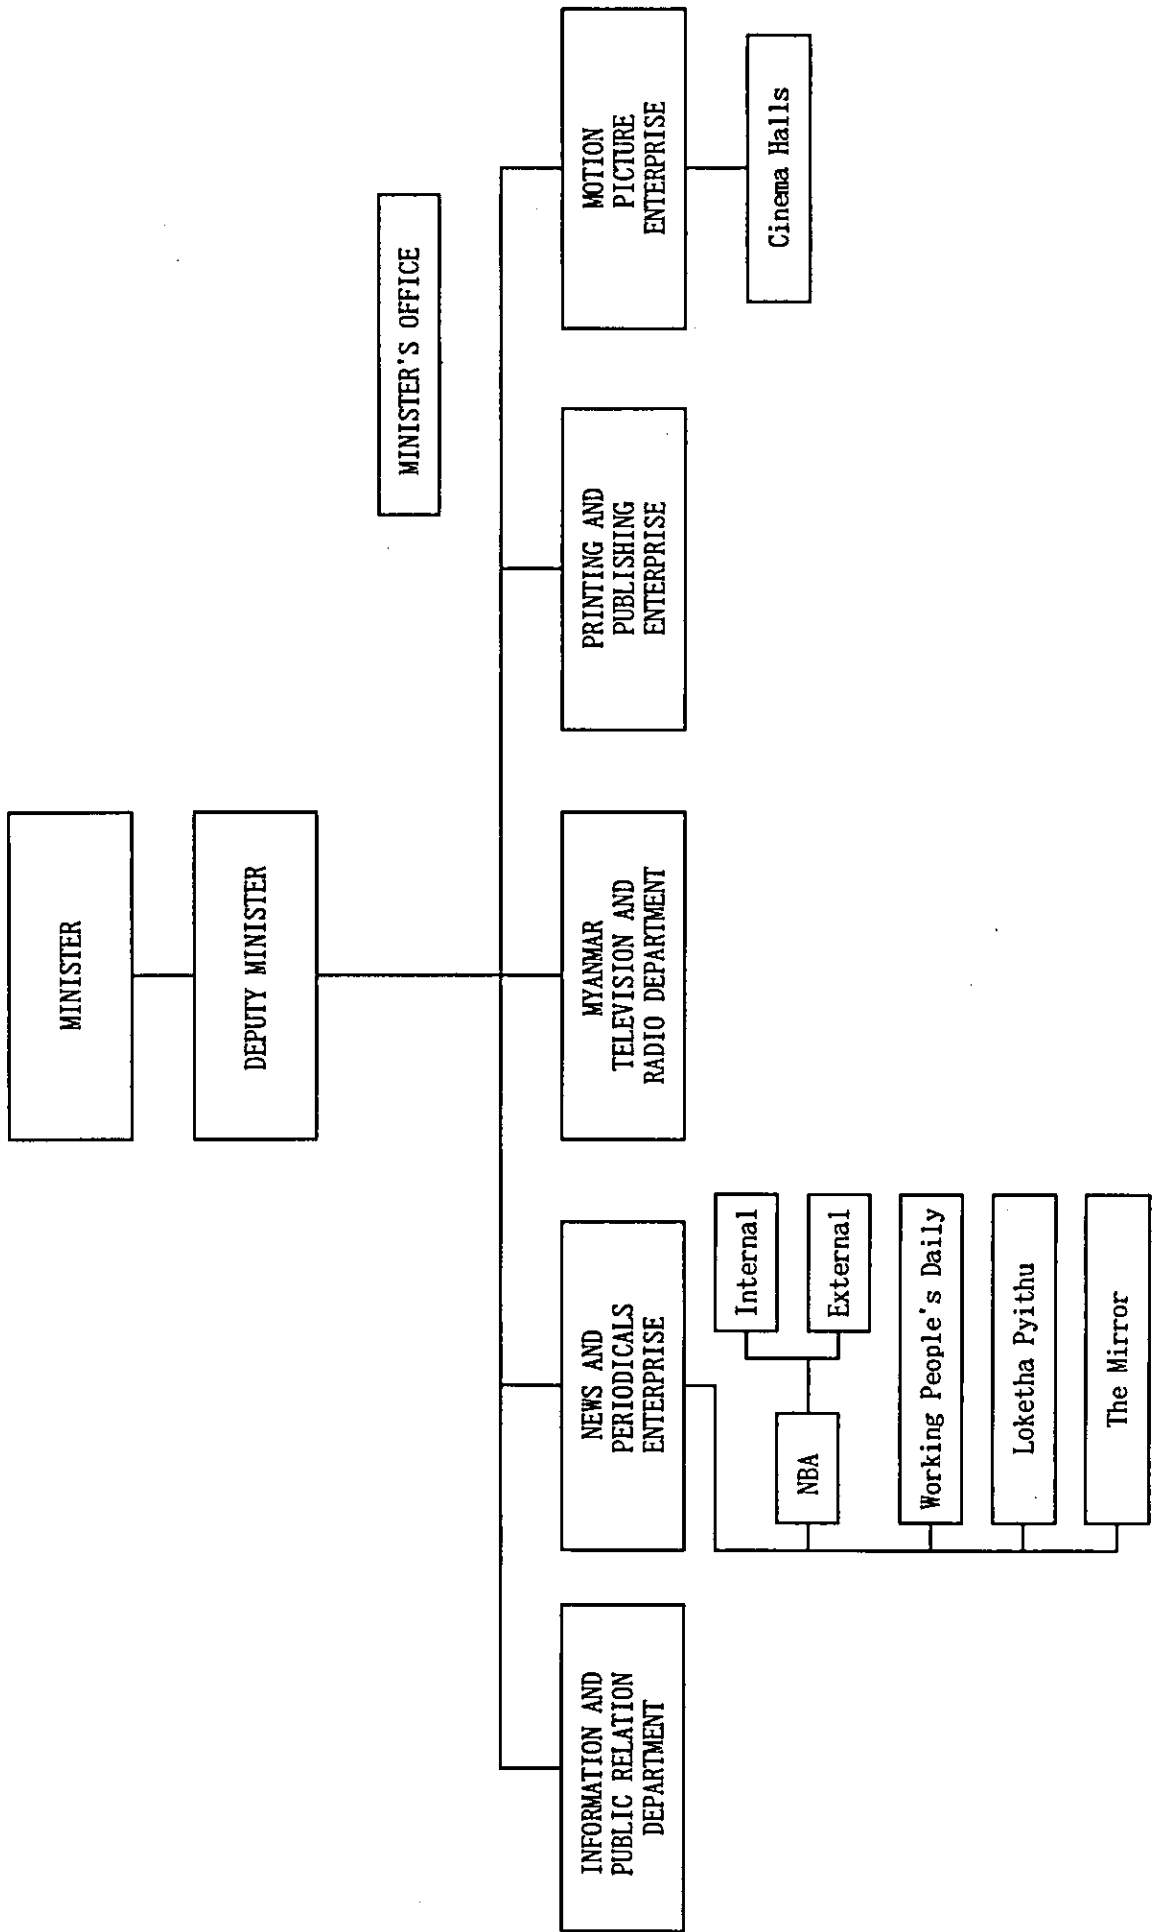 MINISTER
DEPUTY MINISTER
MINISTER'S OFFICE
INFORMATION AND
PUBLIC RELATION
DEPARTMENT
NEWS AND
PERIODICALS
ENTERPRISE
MYANMAR
TELEVISION AND
RADIO DEPARTMENT
PRINTING AND
PUBLISHING
ENTERPRISE
MOTION
PICTURE
ENTERPRISE
Internal
NBA
External
Working People's Daily
Loketha Pyithu
The Mirror
Cinema Halls